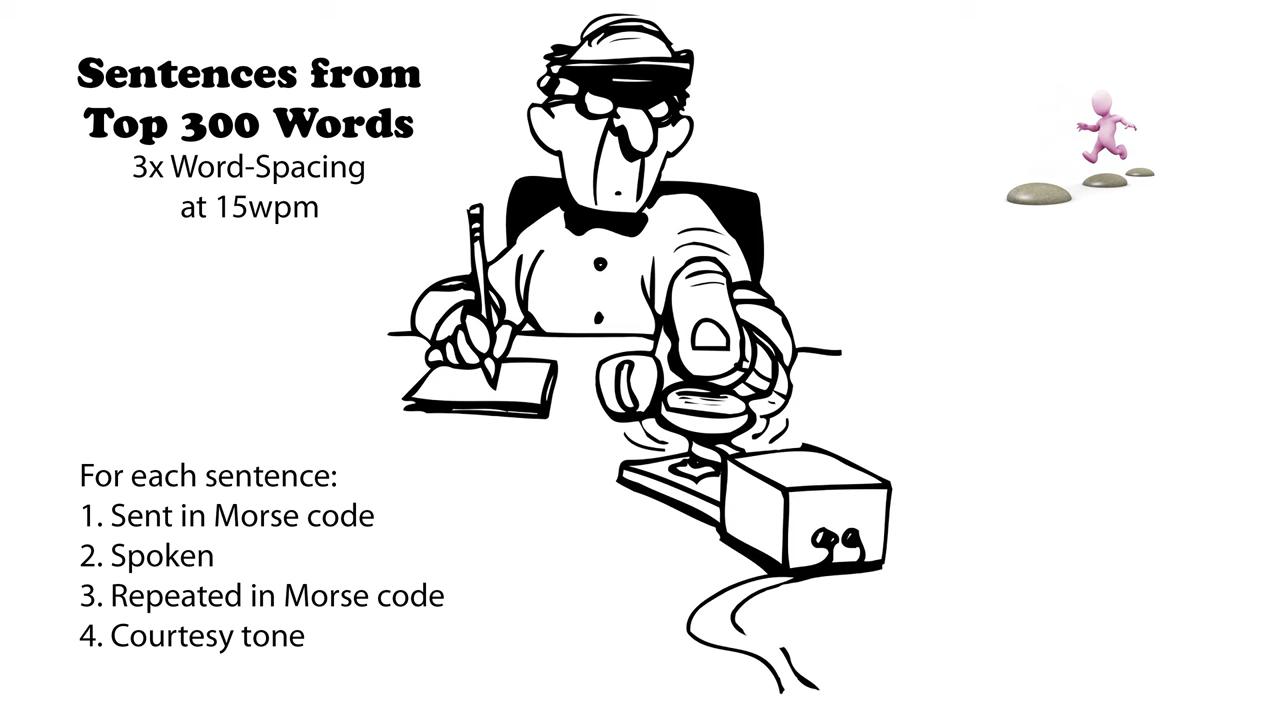 Sentences from
Top 300 Words
3x Word-Spacing
at 15wpm
For each sentence:
1. Sent in Morse code
2. Spoken
3. Repeated in Morse code
4. Courtesy tone